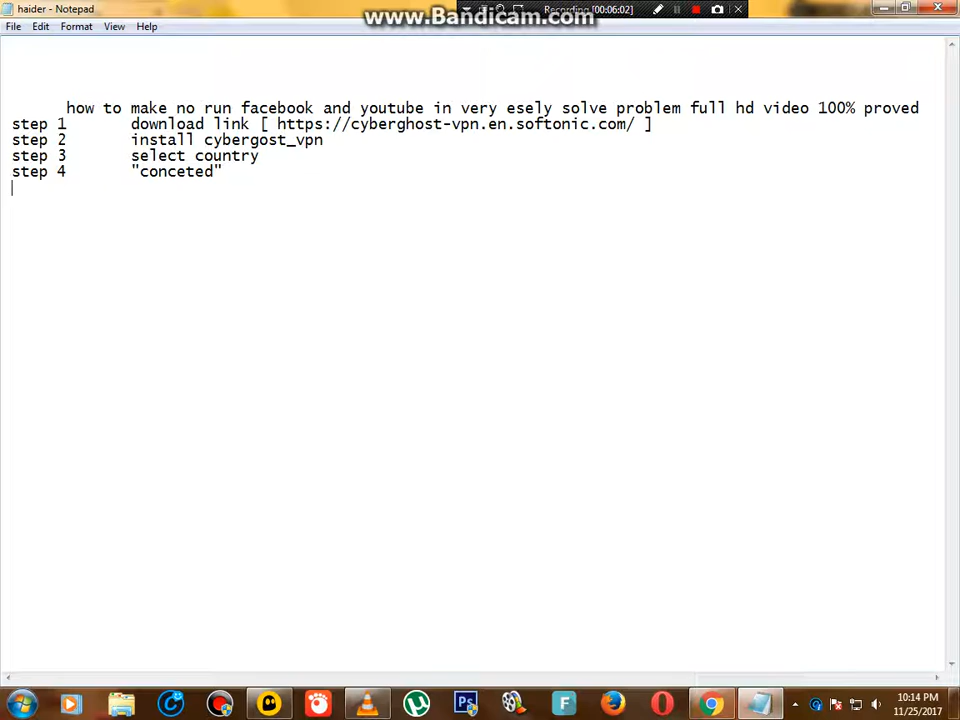 haider - Notepad
www.Bandicam.com
Recording [00:06:02]
File Edit Format View Help
how to make no run facebook and youtube in very esely solve problem full hd video 100% proved
step 1 download link [ https://cyberghost-vpn.en.softonic.com/ ]
step 2 install cybergost_vpn
step 3 select country
step 4 "conceted"
10:14 PM
11/25/2017